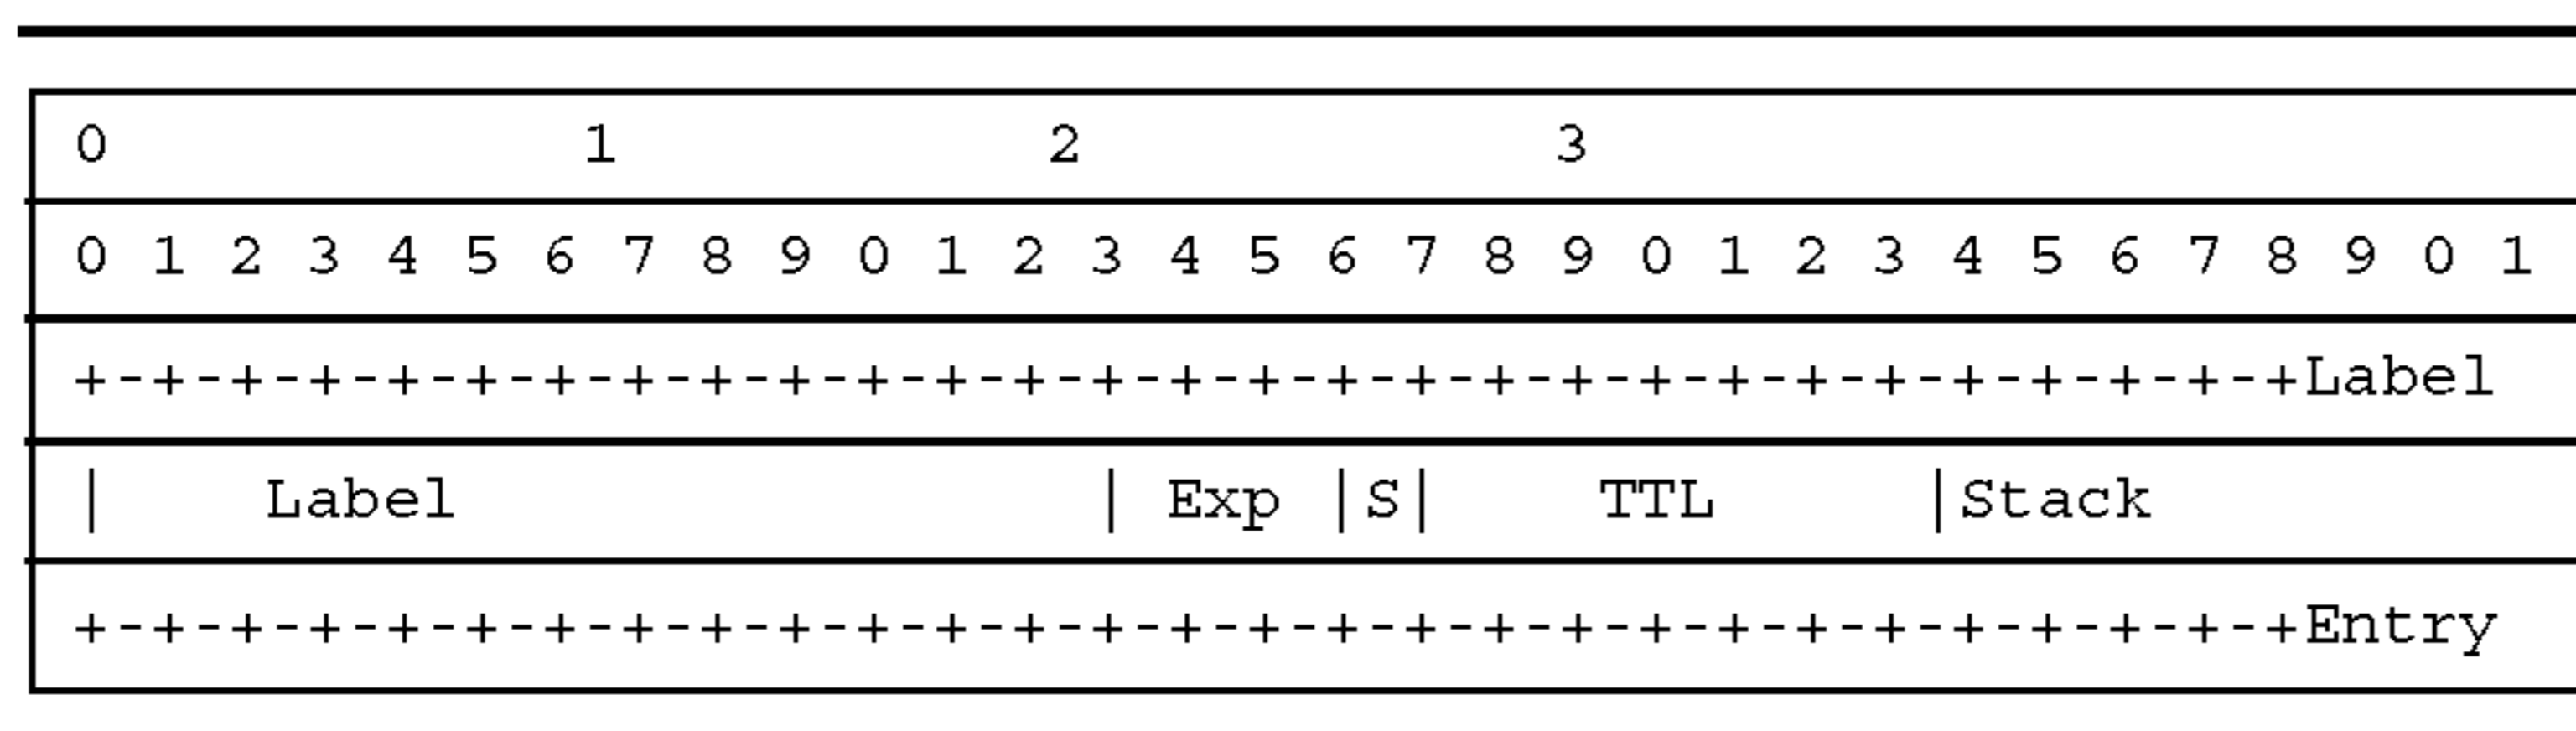 0 1 2 3
0 1 2 3 4 5 6 7 8 9 0 1 2 3 4 5 6 7 8 9 0 1 2 3 4 5 6 7 8 9 0 1
+-+-+-+-+-+-+-+-+-+-+-+-+-+-+-+-+-+-+-+-+-+-+-+-+-+-+-+-+Label
| Label | Exp |S| TTL |Stack
+-+-+-+-+-+-+-+-+-+-+-+-+-+-+-+-+-+-+-+-+-+-+-+-+-+-+-+-+Entry